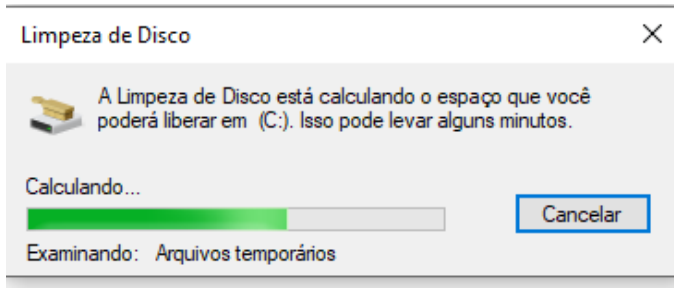 Limpeza de Disco
A Limpeza de Disco está calculando o espaço que você
poderá liberar em  (C:). Isso pode levar alguns minutos.
Calculando...
Cancelar
Examinando:   Arquivos temporários